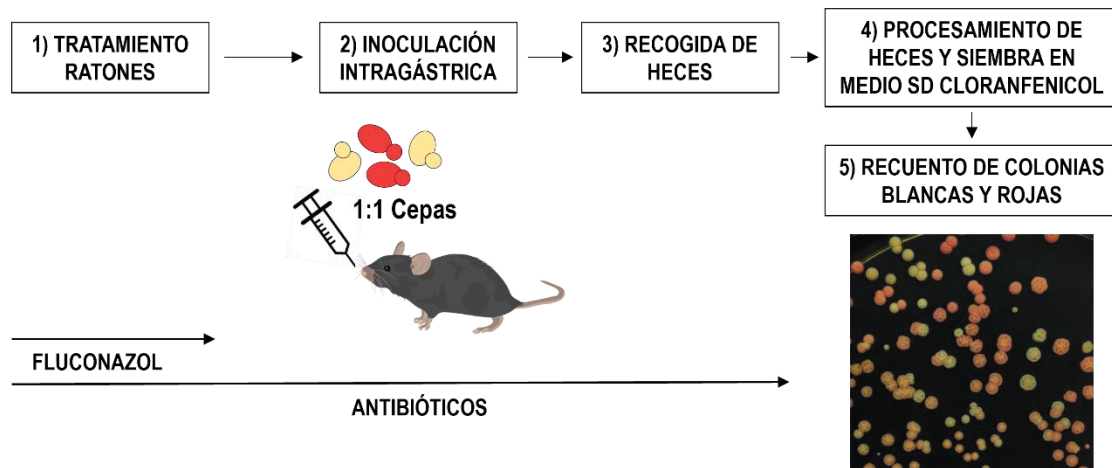 1) TRATAMIENTO
RATONES
2) INOCULACIÓN
INTRAGÁSTRICA
3) RECOGIDA DE
HECES
4) PROCESAMIENTO DE
HECES Y SIEMBRA EN
MEDIO SD CLORANFENICOL
5) RECUENTO DE COLONIAS
BLANCAS Y ROJAS
1:1 Cepas
FLUCONAZOL
ANTIBIÓTICOS